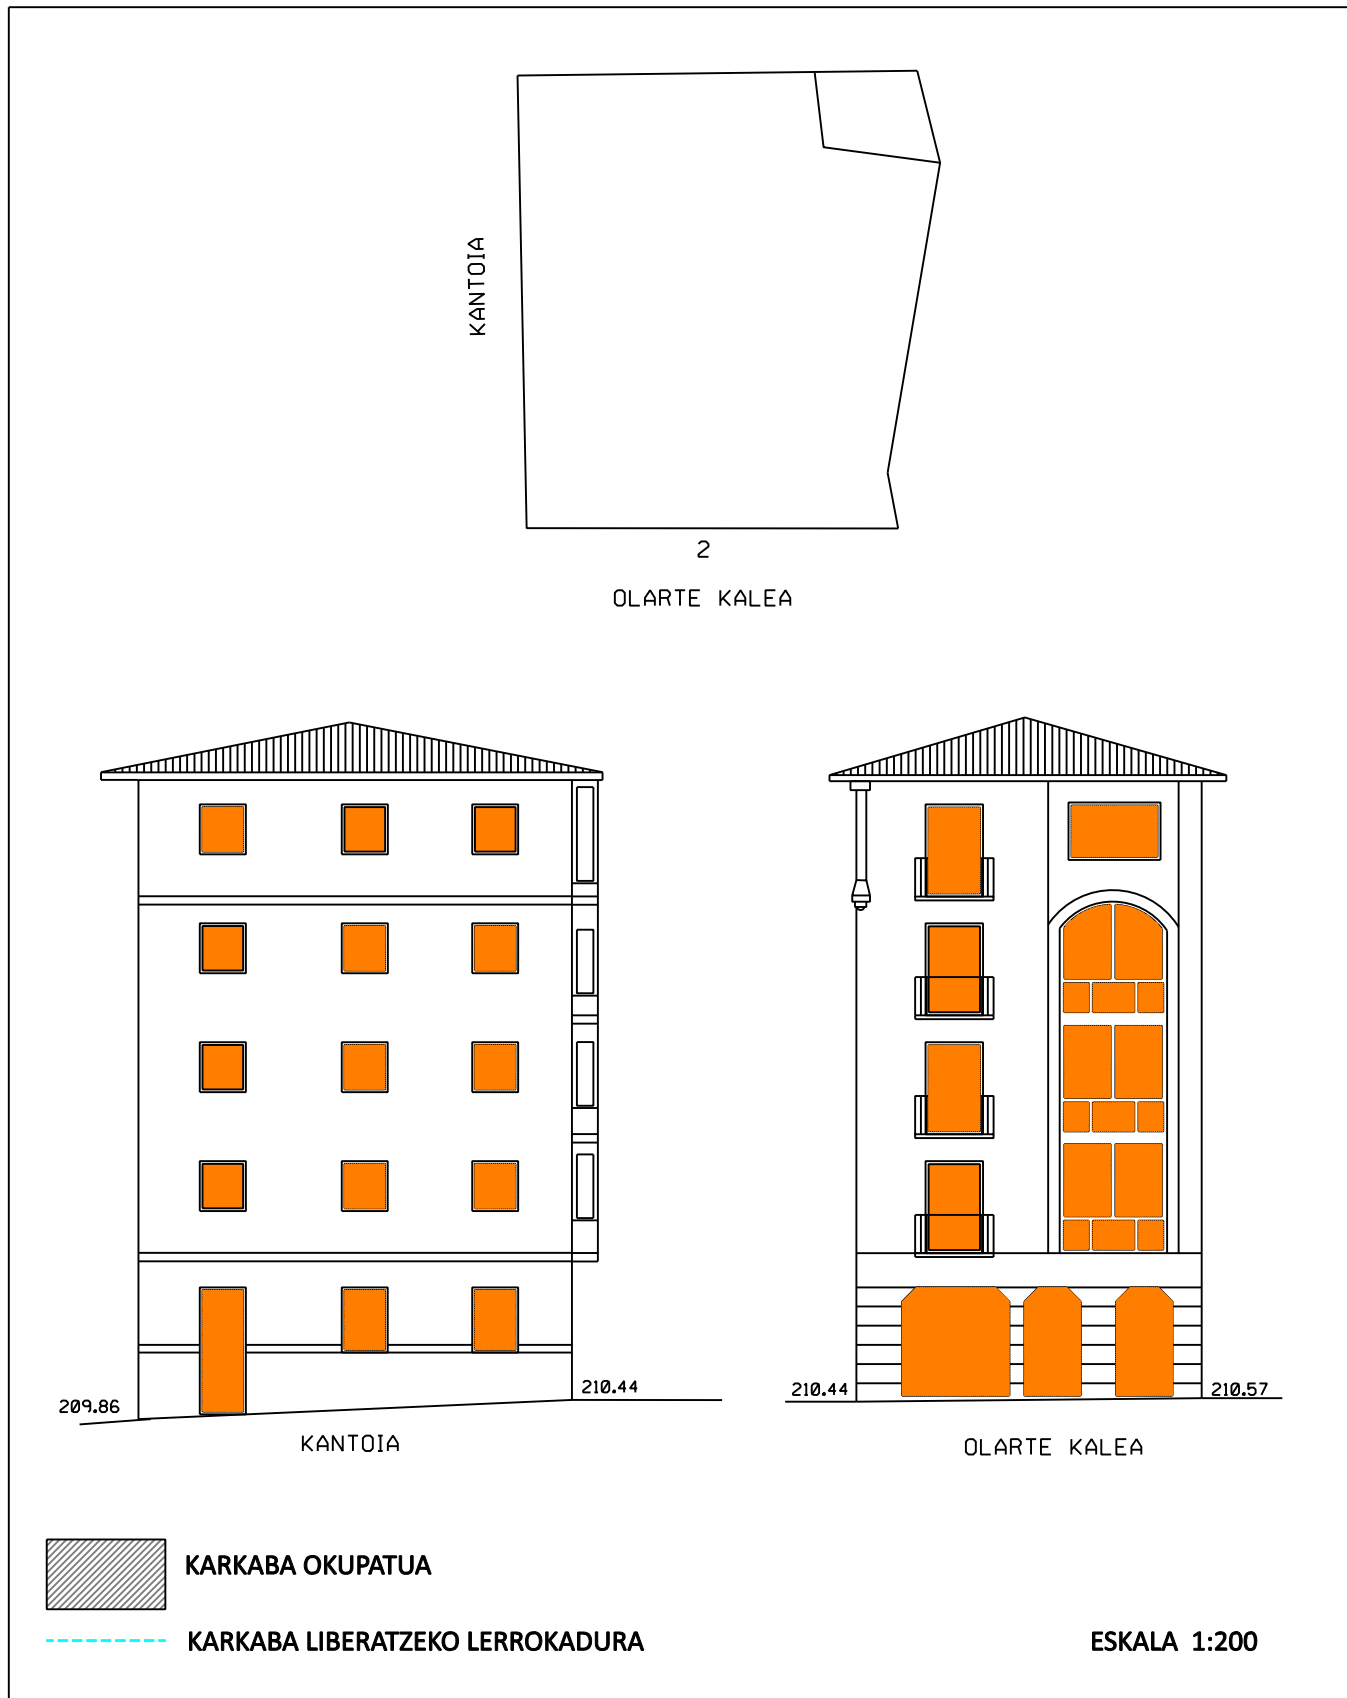 KANTOIA
2
OLARTE KALEA
209.86
210.44
KANTOIA
210.44
210.57
OLARTE KALEA
KARKABA OKUPATUA
KARKABA LIBERATZEKO LERROKADURA
ESKALA 1:200